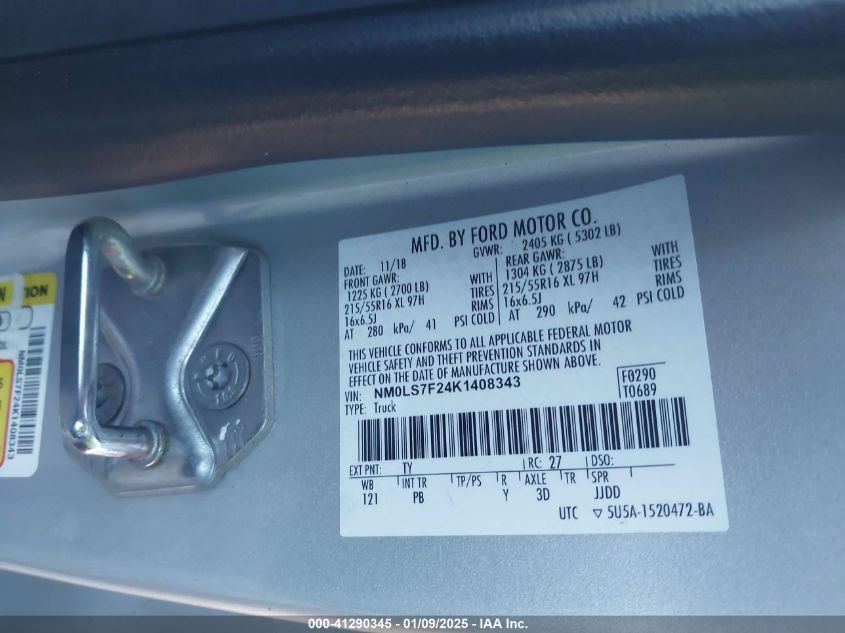 MFD. BY FORD MOTOR CO.
DATE: 11/18 GVWR: 2405 KG ( 5302 LB)
FRONT GAWR: REAR GAWR:
1225 KG ( 2700 LB) WITH 1304 KG ( 2875 LB) WITH
215/55R16 XL 97H TIRES 215/55R16 XL 97H TIRES
16x6.5J RIMS 16x6.5J RIMS
AT 280 kPa/ 41 PSI COLD AT 290 kPa/ 42 PSI COLD
THIS VEHICLE CONFORMS TO ALL APPLICABLE FEDERAL MOTOR
VEHICLE SAFETY AND THEFT PREVENTION STANDARDS IN
EFFECT ON THE DATE OF MANUFACTURE SHOWN ABOVE.
VIN: NM0LS7F24K1408343 F0290
TYPE: Truck T0689
EXT PNT: TY RC: 27 DSO:
WB INT TR TP/PS R AXLE TR SPR
121 PB Y 3D JJDD
UTC ▽ 5U5A-1520472-BA
NM0LS7F24K1408343
000-41290345 - 01/09/2025 - IAA Inc.